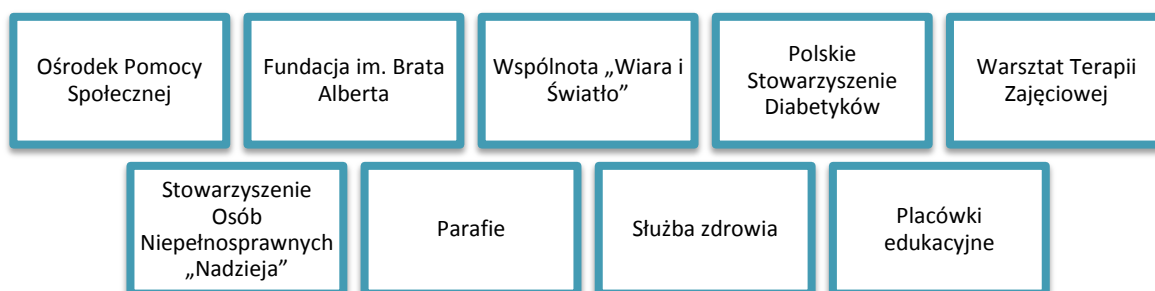 Ośrodek Pomocy
Społecznej
Fundacja im. Brata
Alberta
Wspólnota „Wiara i
Światło”
Polskie
Stowarzyszenie
Diabetyków
Warsztat Terapii
Zajęciowej
Stowarzyszenie
Osób
Niepełnosprawnych
„Nadzieja”
Parafie
Służba zdrowia
Placówki
edukacyjne